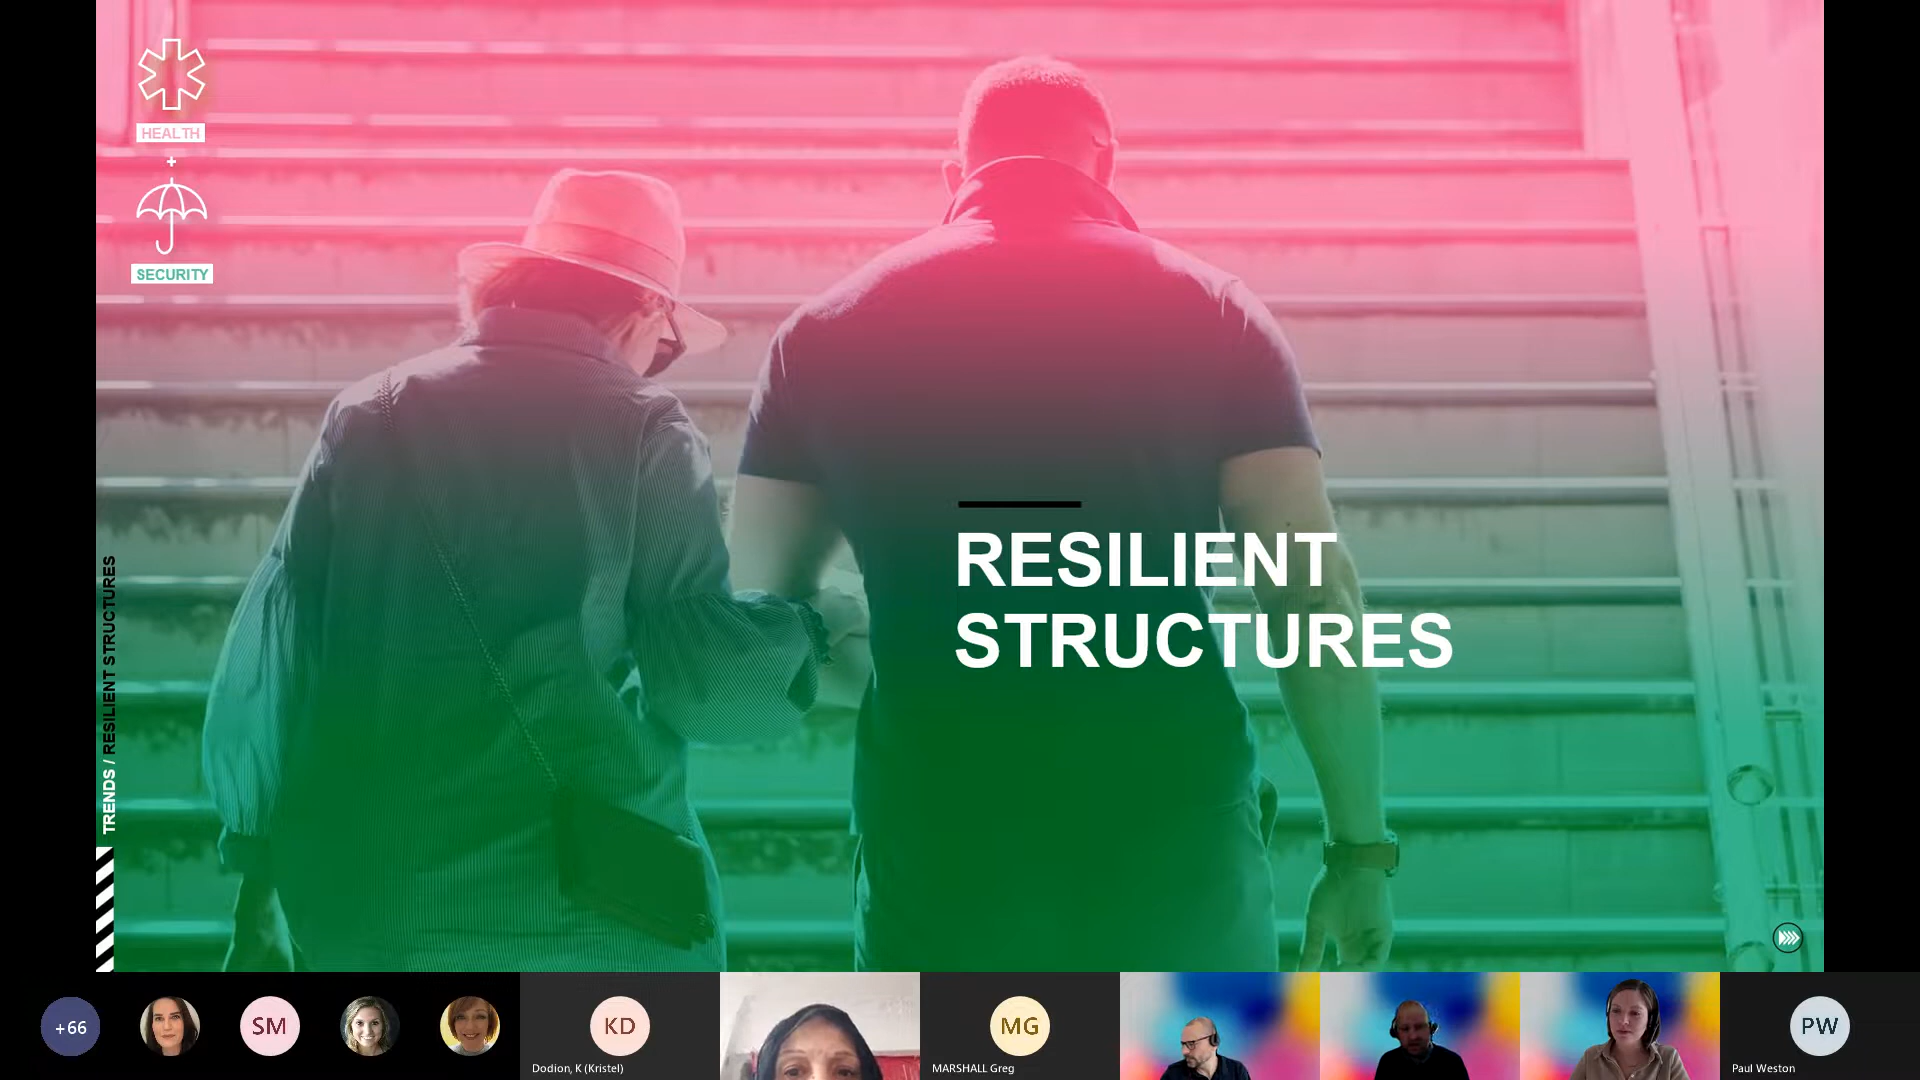 HEALTH
+
SECURITY
RESILIENT
STRUCTURES
TRENDS / RESILIENT STRUCTURES
+66
SM
KD
Dodion, K (Kristel)
MG
MARSHALL Greg
PW
Paul Weston